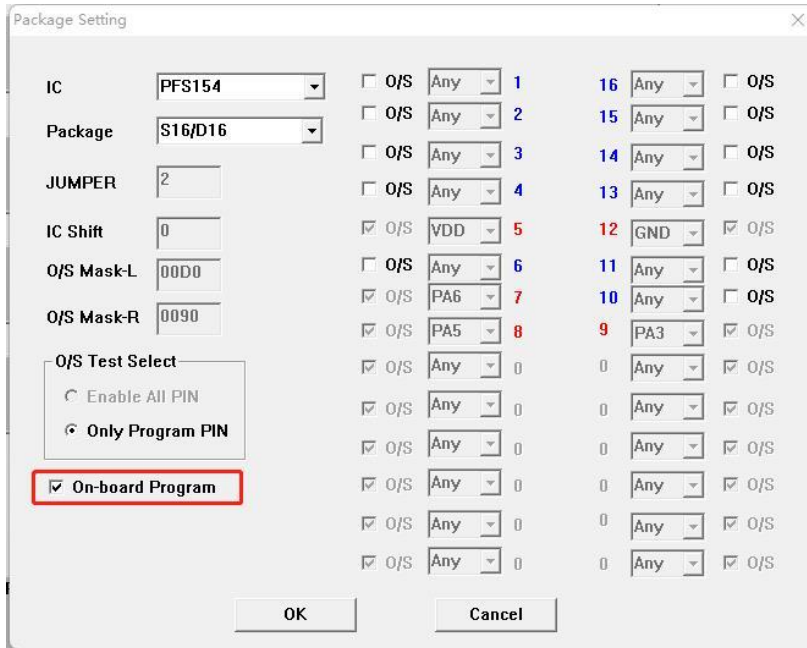 Package Setting
IC PFS154
Package S16/D16
JUMPER 2
IC Shift 0
O/S Mask-L 00D0
O/S Mask-R 0090
O/S Test Select
Enable All PIN
Only Program PIN
On-board Program
O/S Any 1 16 Any O/S
O/S Any 2 15 Any O/S
O/S Any 3 14 Any O/S
O/S Any 4 13 Any O/S
O/S VDD 5 12 GND O/S
O/S Any 6 11 Any O/S
O/S PA6 7 10 Any O/S
O/S PA5 8 9 PA3 O/S
O/S Any 0 0 Any O/S
O/S Any 0 0 Any O/S
O/S Any 0 0 Any O/S
O/S Any 0 0 Any O/S
O/S Any 0 0 Any O/S
O/S Any 0 0 Any O/S
OK Cancel